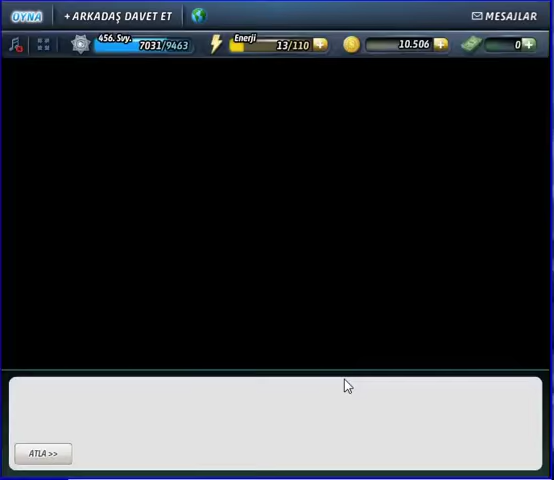 OYNA + ARKADAŞ DAVET ET MESAJLAR
456. Svy. 7031/9463 Enerji 13/110 10.506 0
ATLA >>